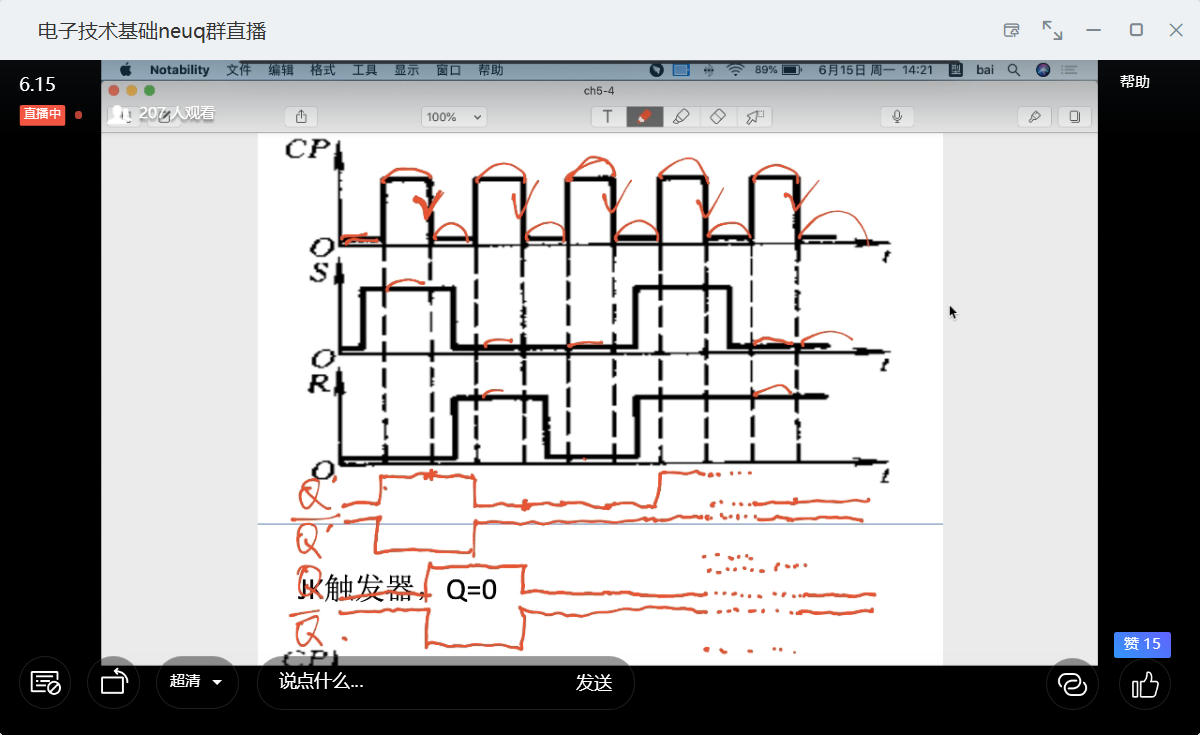 电子技术基础neuq群直播
6.15
直播中
Notability 文件 编辑 格式 工具 显示 窗口 帮助
89% 6月15日 周一 14:21 bai
ch5-4
207人观看
100%
T
帮助
CP
O
t
S
O
t
R
O
t
Q'
Q̅'
Q
JK触发器，Q=0
Q̅
CP
超清
说点什么...
发送
赞 15